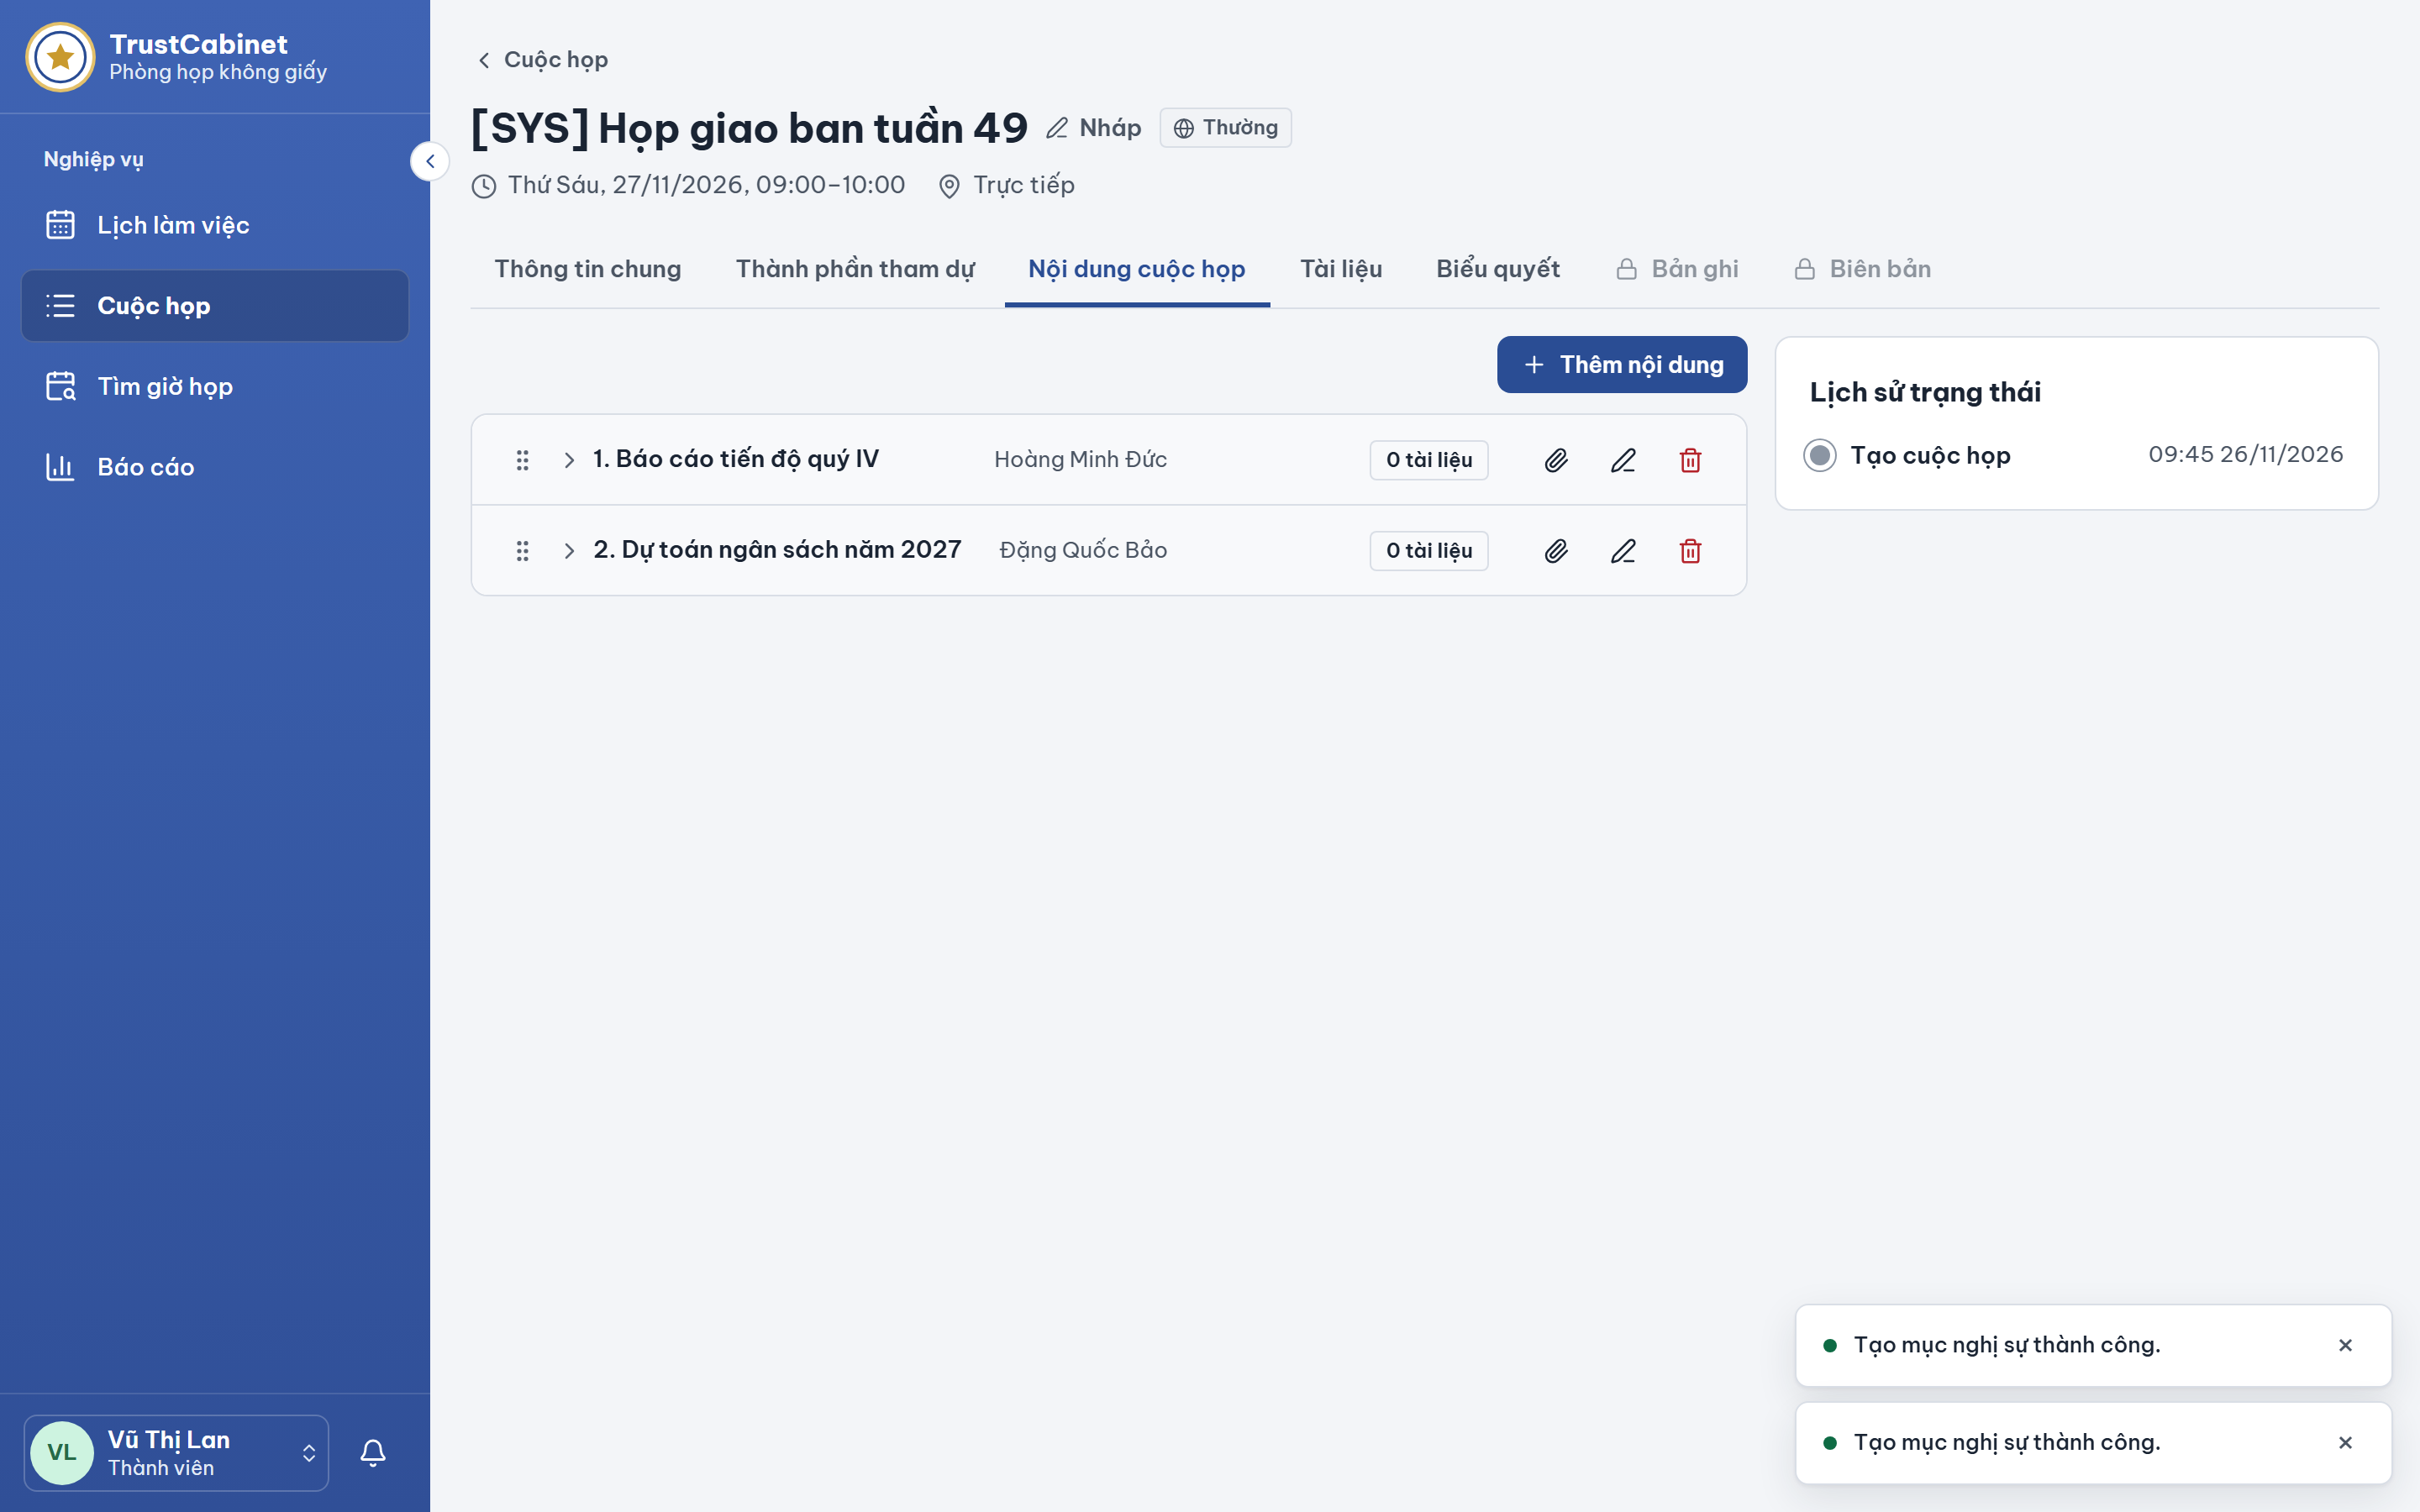 TrustCabinet
Phòng họp không giấy
Nghiệp vụ
Lịch làm việc
Cuộc họp
Tìm giờ họp
Báo cáo
VL
Vũ Thị Lan
Thành viên
Cuộc họp
[SYS] Họp giao ban tuần 49 Nháp Thường
Thứ Sáu, 27/11/2026, 09:00–10:00 Trực tiếp
Thông tin chung Thành phần tham dự Nội dung cuộc họp Tài liệu Biểu quyết Bản ghi Biên bản
Thêm nội dung
1. Báo cáo tiến độ quý IV Hoàng Minh Đức 0 tài liệu
2. Dự toán ngân sách năm 2027 Đặng Quốc Bảo 0 tài liệu
Lịch sử trạng thái
Tạo cuộc họp 09:45 26/11/2026
Tạo mục nghị sự thành công.
Tạo mục nghị sự thành công.